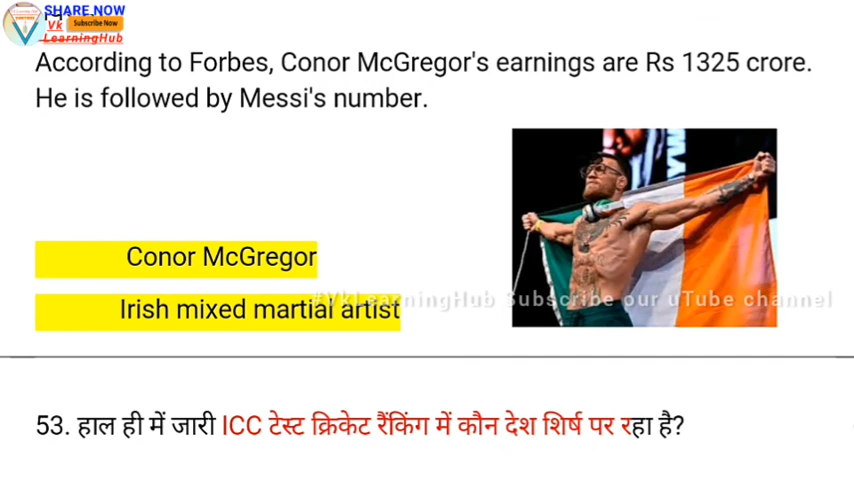 SHARE NOW
Vk
Subscribe Now
LearningHub
According to Forbes, Conor McGregor's earnings are Rs 1325 crore.
He is followed by Messi's number.
Conor McGregor
Irish mixed martial artist
#VkLearningHub Subscribe our uTube channel
53. हाल ही में जारी ICC टेस्ट क्रिकेट रैंकिंग में कौन देश शिर्ष पर रहा है?